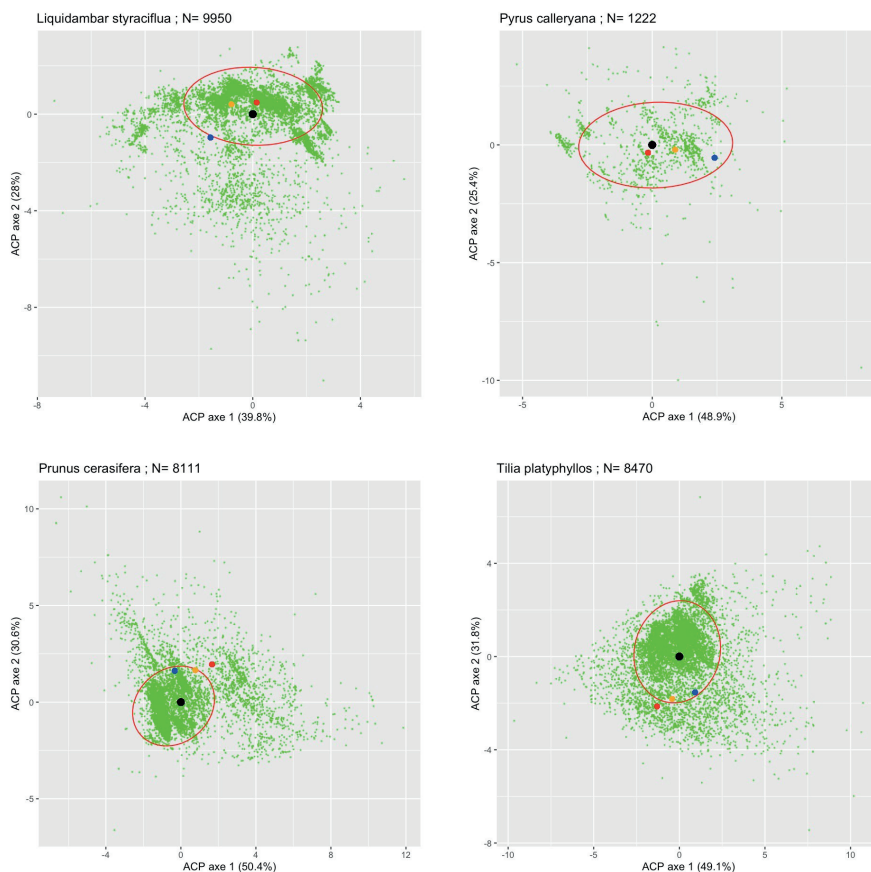 Liquidambar styraciflua ; N= 9950
0
-4
-8
ACP axe 2 (28%)
-8
-4
0
4
ACP axe 1 (39.8%)
Pyrus calleryana ; N= 1222
0
-5
-10
ACP axe 2 (25.4%)
0
5
ACP axe 1 (48.9%)
Prunus cerasifera ; N= 8111
10
5
0
-5
ACP axe 2 (30.6%)
0
4
8
12
ACP axe 1 (50.4%)
Tilia platyphyllos ; N= 8470
4
0
-4
-8
ACP axe 2 (31.8%)
-10
-5
0
5
10
ACP axe 1 (49.1%)